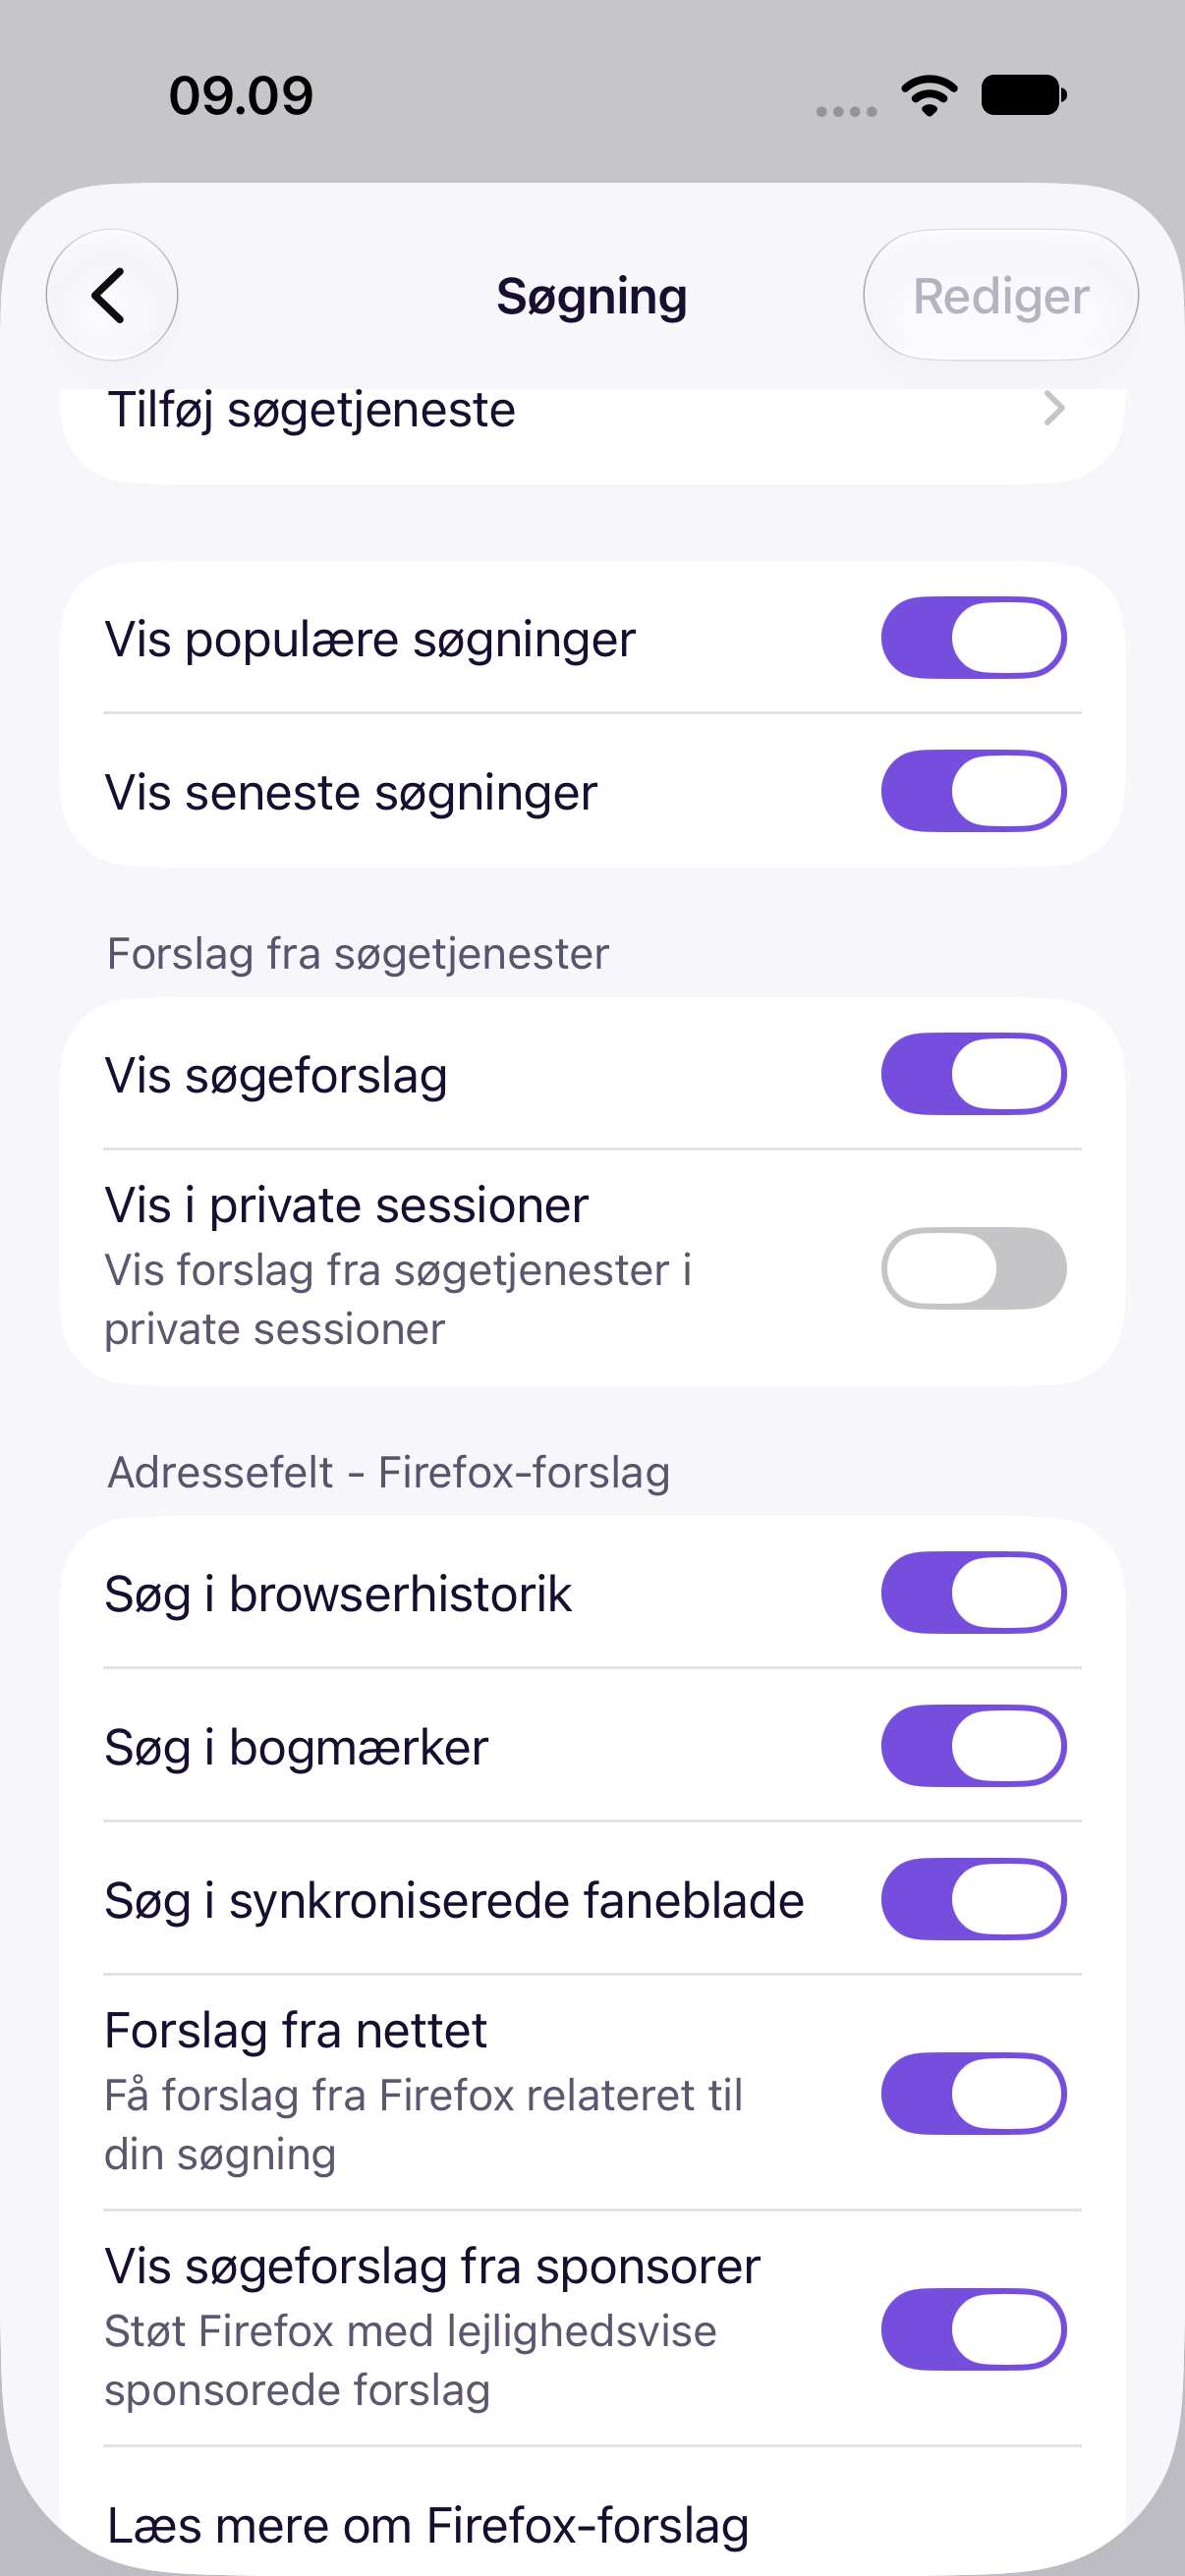 09.09
Søgning
Rediger
Tilføj søgetjeneste
Vis populære søgninger
Vis seneste søgninger
Forslag fra søgetjenester
Vis søgeforslag
Vis i private sessioner
Vis forslag fra søgetjenester i
private sessioner
Adressefelt - Firefox-forslag
Søg i browserhistorik
Søg i bogmærker
Søg i synkroniserede faneblade
Forslag fra nettet
Få forslag fra Firefox relateret til
din søgning
Vis søgeforslag fra sponsorer
Støt Firefox med lejlighedsvise
sponsorede forslag
Læs mere om Firefox-forslag